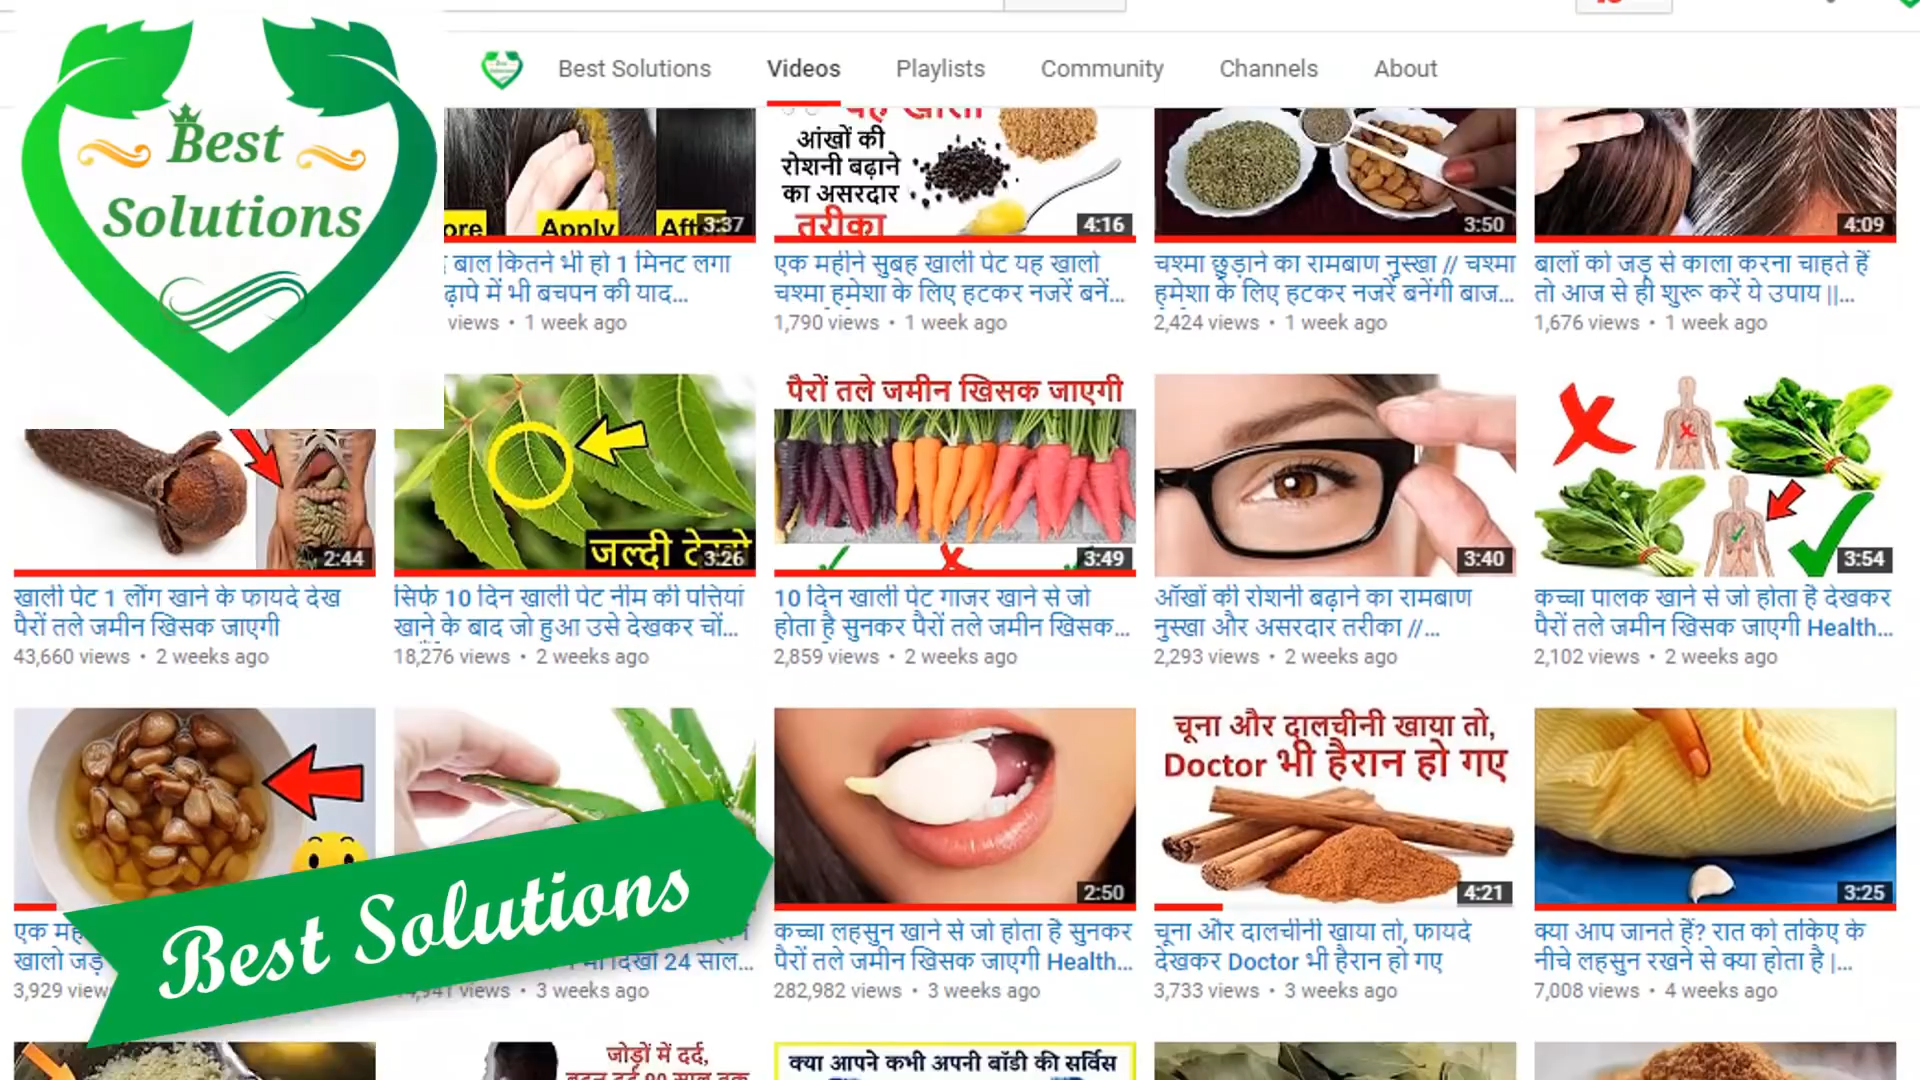 Best
Solutions
Best Solutions
Videos
Playlists
Community
Channels
About
Apply
3:37
बाल कितने भी हो 1 मिनट लगा
में भी बचपन की याद...
views • 1 week ago
आंखों की
रोशनी बढ़ाने
का असरदार
तरीका
4:16
एक महीने सुबह खाली पेट यह खालो
चश्मा हमेशा के लिए हटकर नजरें बनें...
1,790 views • 1 week ago
3:50
चश्मा छुड़ाने का रामबाण नुस्खा // चश्मा
हमेशा के लिए हटकर नजरें बनेंगी बाज...
2,424 views • 1 week ago
4:09
बालों को जड़ से काला करना चाहते हैं
तो आज से ही शुरू करें ये उपाय ||...
1,676 views • 1 week ago
2:44
खाली पेट 1 लौंग खाने के फायदे देख
पैरों तले जमीन खिसक जाएगी
43,660 views • 2 weeks ago
जल्दी
3:26
सिर्फ 10 दिन खाली पेट नीम की पत्तियां
खाने के बाद जो हुआ उसे देखकर चों...
18,276 views • 2 weeks ago
पैरों तले जमीन खिसक जाएगी
3:49
10 दिन खाली पेट गाजर खाने से जो
होता है सुनकर पैरों तले जमीन खिसक...
2,859 views • 2 weeks ago
3:40
आँखों की रोशनी बढ़ाने का रामबाण
नुस्खा और असरदार तरीका //...
2,293 views • 2 weeks ago
3:54
कच्चा पालक खाने से जो होता है देखकर
पैरों तले जमीन खिसक जाएगी Health...
2,102 views • 2 weeks ago
एक
खालो जड़
3,929
Best Solutions
दिखो 24 साल...
views • 3 weeks ago
2:50
कच्चा लहसुन खाने से जो होता है सुनकर
पैरों तले जमीन खिसक जाएगी Health...
282,982 views • 3 weeks ago
चूना और दालचीनी खाया तो,
Doctor भी हैरान हो गए
4:21
चूना और दालचीनी खाया तो, फायदे
देखकर Doctor भी हैरान हो गए
3,733 views • 3 weeks ago
3:25
क्या आप जानते हैं? रात को तकिए के
नीचे लहसुन रखने से क्या होता है |...
7,008 views • 4 weeks ago
जोड़ों में दर्द,
क्या आपने कभी अपनी बॉडी की सर्विस